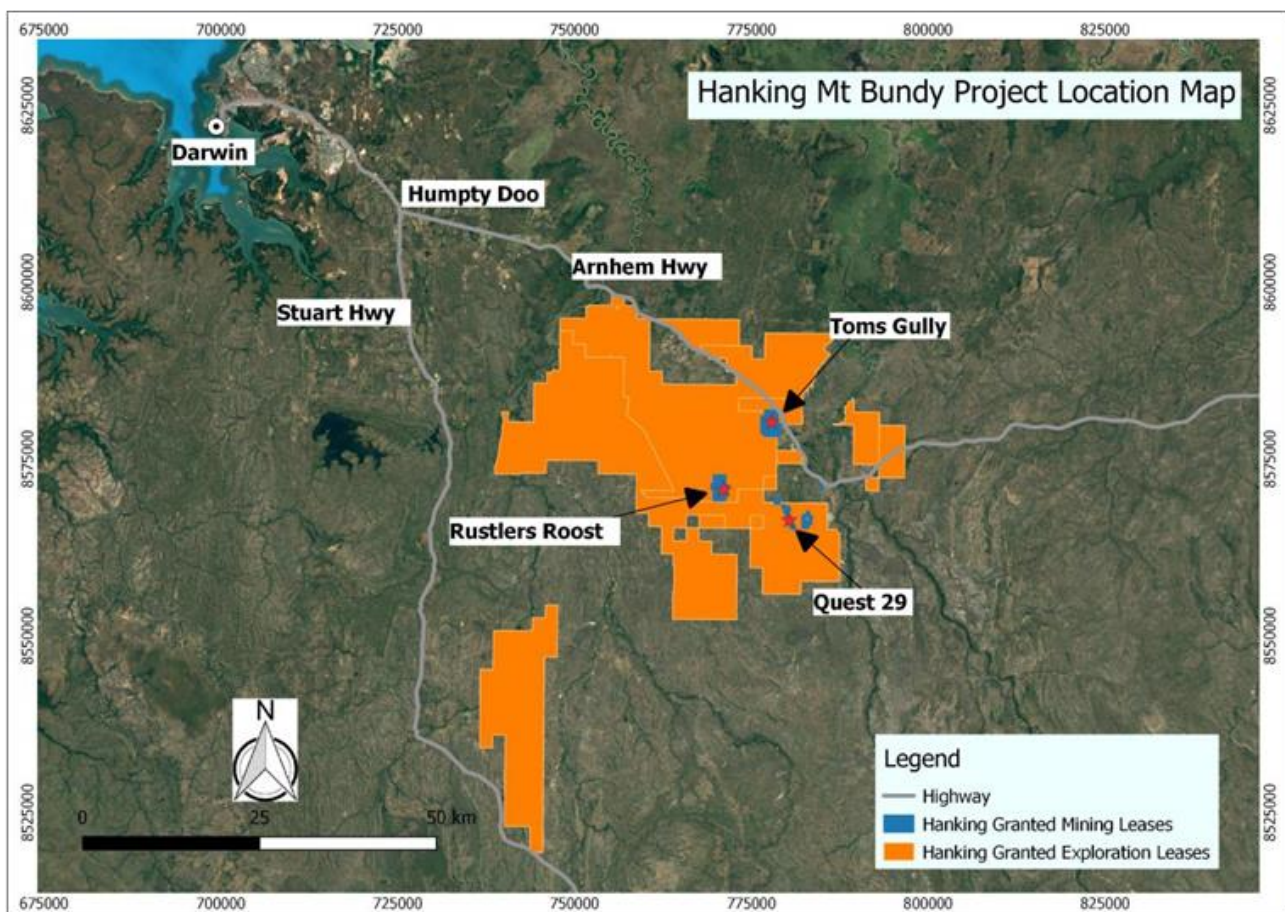 675000 700000 725000 750000 775000 800000 825000
8625000
8625000
Hanking Mt Bundy Project Location Map
Darwin
Humpty Doo
Arnhem Hwy
8600000
8600000
Stuart Hwy
Toms Gully
8575000
8575000
Rustlers Roost
Quest 29
8550000
8550000
N
Legend
Highway
Hanking Granted Mining Leases
Hanking Granted Exploration Leases
0 25 50 km
8525000
8525000
675000 700000 725000 750000 775000 800000 825000